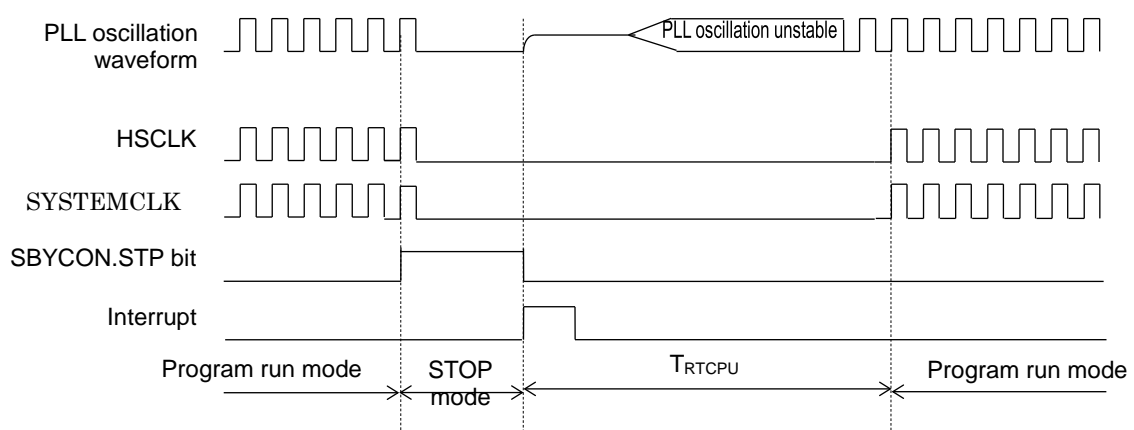 PLL oscillation
waveform
PLL oscillation unstable
HSCLK
SYSTEMCLK
SBYCON.STP bit
Interrupt
Program run mode
STOP
mode
TRTCPU
Program run mode